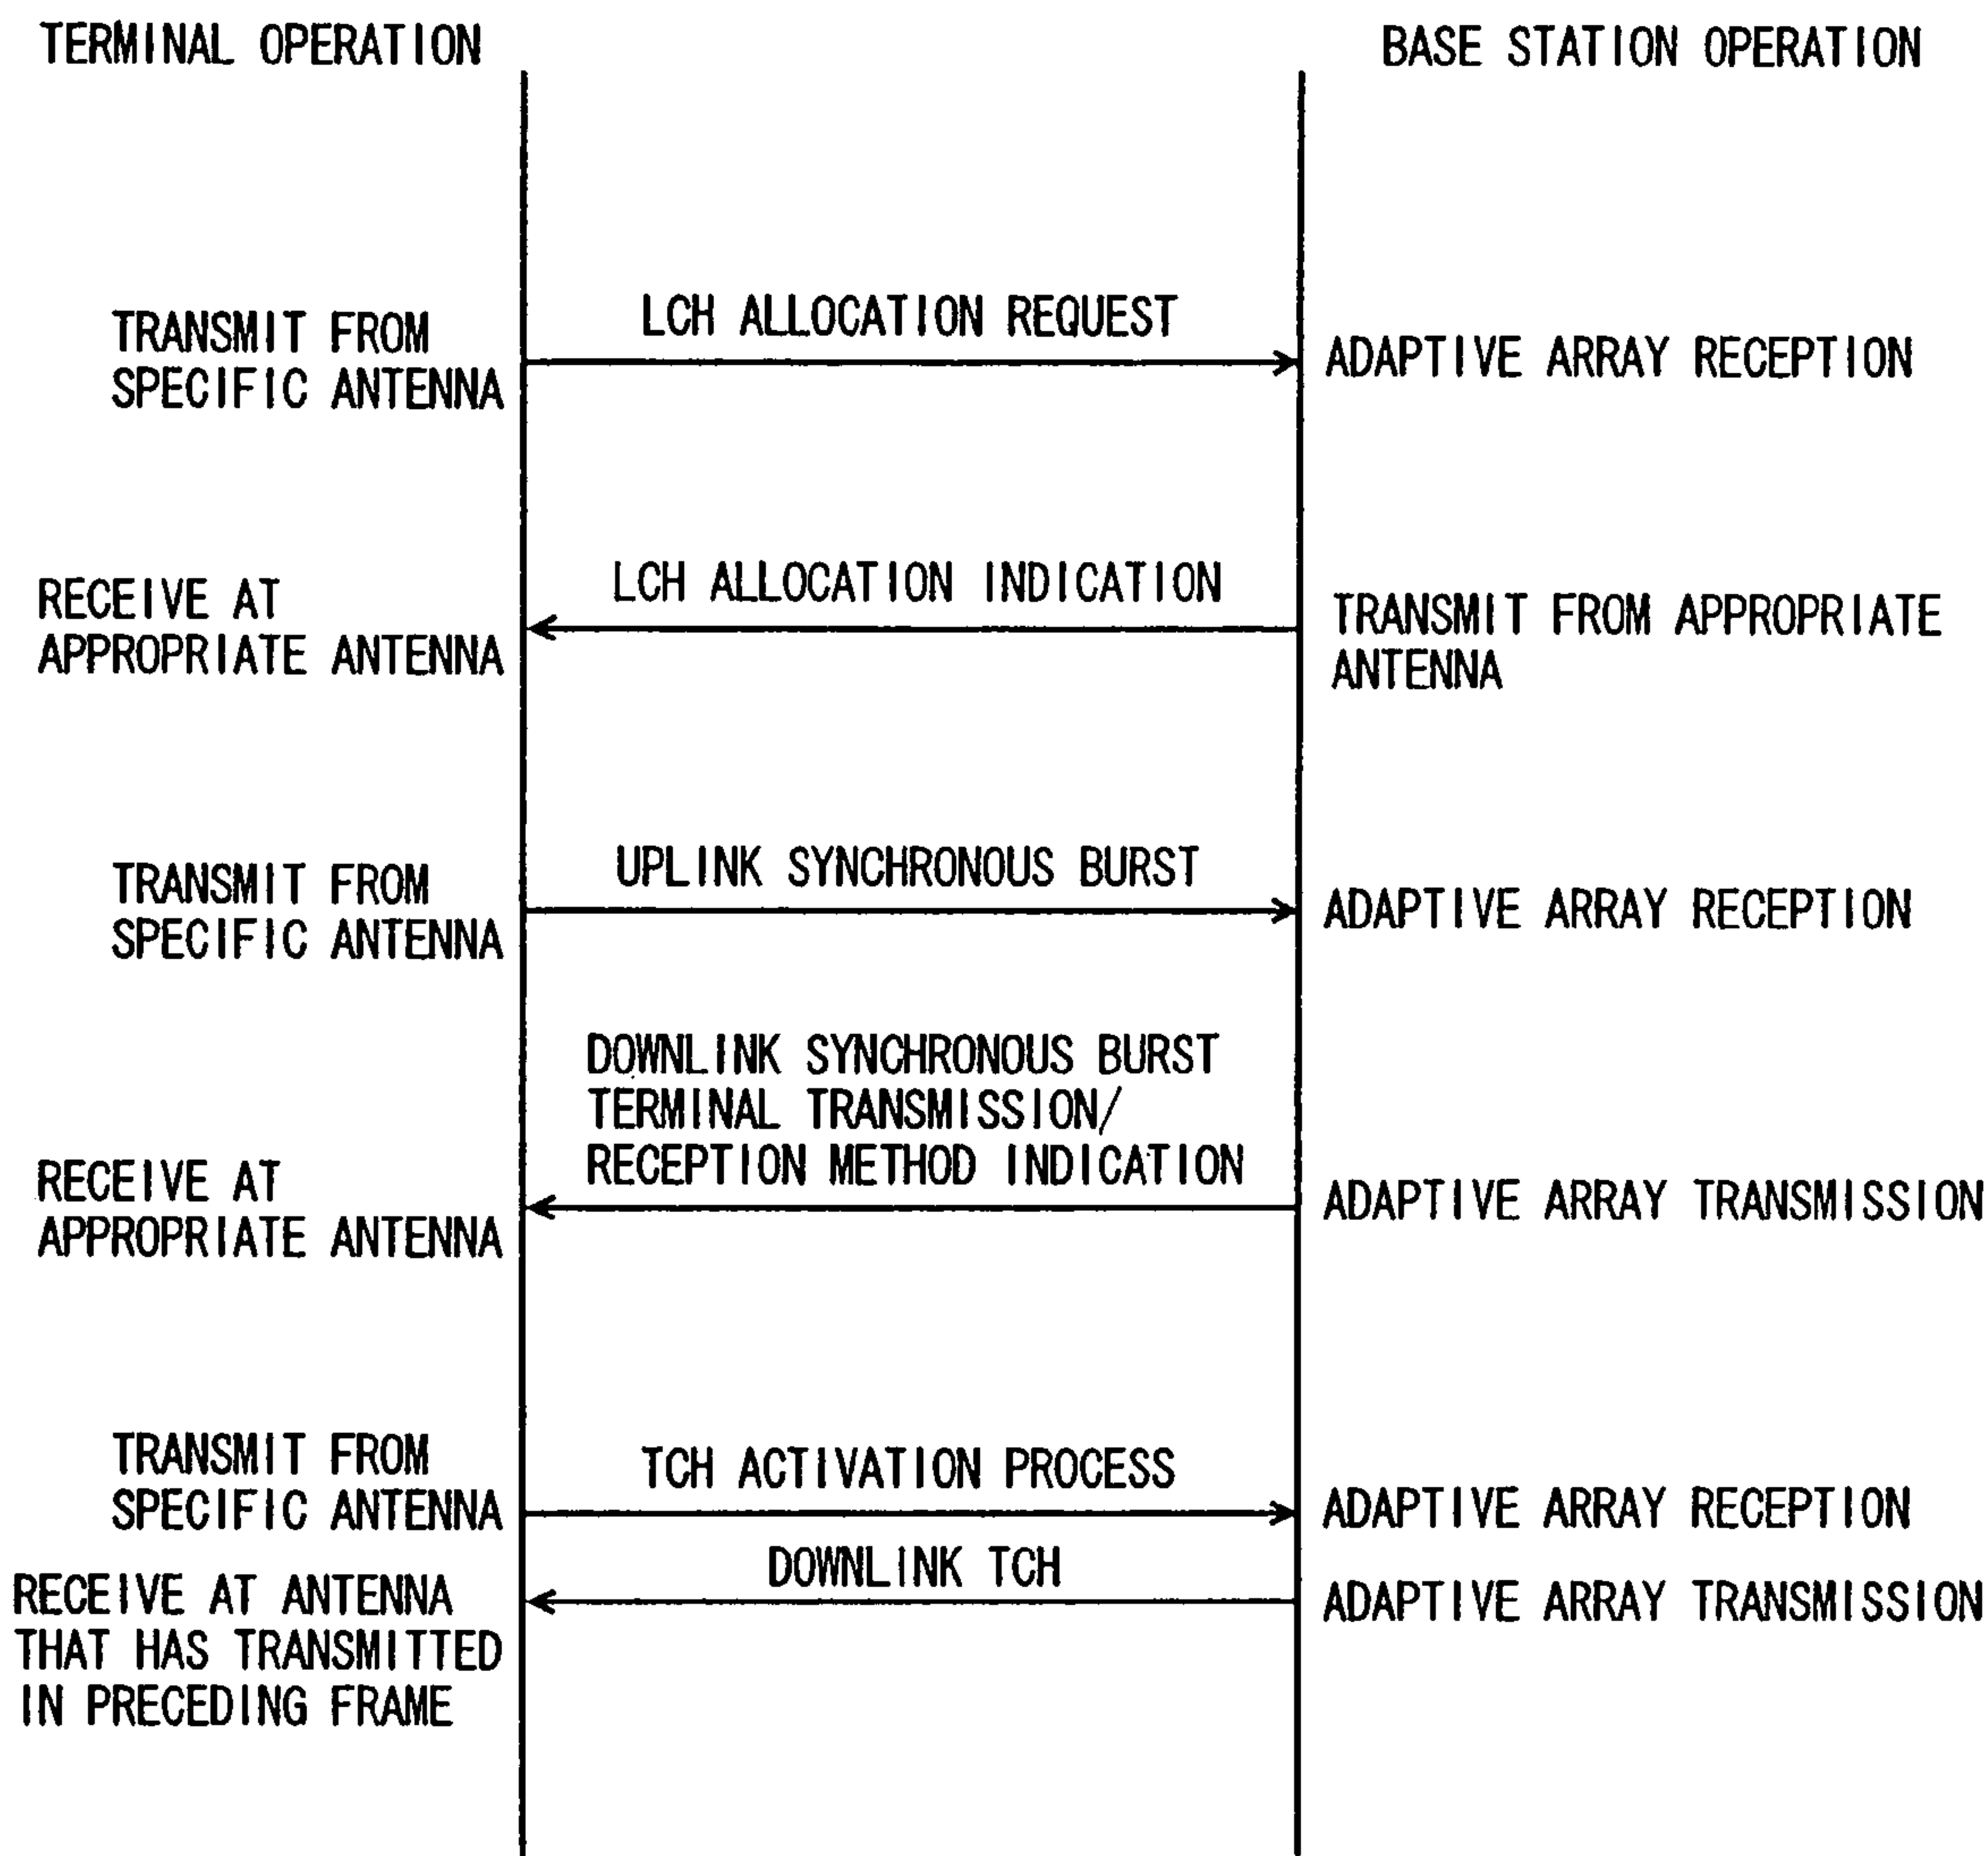 TERMINAL OPERATION
BASE STATION OPERATION
TRANSMIT FROM
SPECIFIC ANTENNA
LCH ALLOCATION REQUEST
ADAPTIVE ARRAY RECEPTION
RECEIVE AT
APPROPRIATE ANTENNA
LCH ALLOCATION INDICATION
TRANSMIT FROM APPROPRIATE
ANTENNA
TRANSMIT FROM
SPECIFIC ANTENNA
UPLINK SYNCHRONOUS BURST
ADAPTIVE ARRAY RECEPTION
RECEIVE AT
APPROPRIATE ANTENNA
DOWNLINK SYNCHRONOUS BURST
TERMINAL TRANSMISSION/
RECEPTION METHOD INDICATION
ADAPTIVE ARRAY TRANSMISSION
TRANSMIT FROM
SPECIFIC ANTENNA
TCH ACTIVATION PROCESS
ADAPTIVE ARRAY RECEPTION
RECEIVE AT ANTENNA
THAT HAS TRANSMITTED
IN PRECEDING FRAME
DOWNLINK TCH
ADAPTIVE ARRAY TRANSMISSION